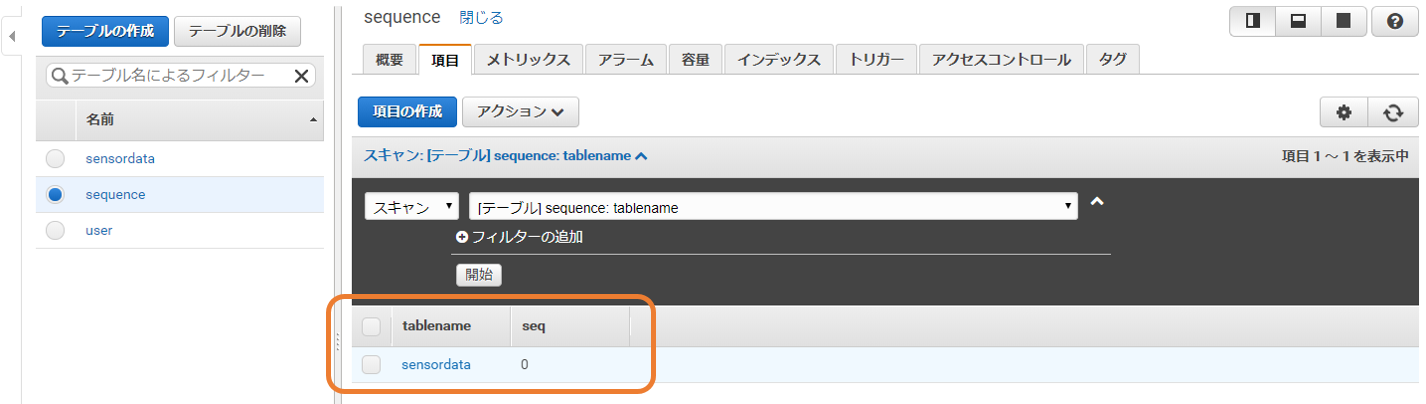 テーブルの作成 テーブルの削除
テーブル名によるフィルター
名前
sensordata
sequence
user
sequence 閉じる
概要 項目 メトリックス アラーム 容量 インデックス トリガー アクセスコントロール タグ
項目の作成 アクション
スキャン: [テーブル] sequence: tablename 項目 1 ～ 1 を表示中
スキャン [テーブル] sequence: tablename
フィルターの追加
開始
tablename seq
sensordata 0